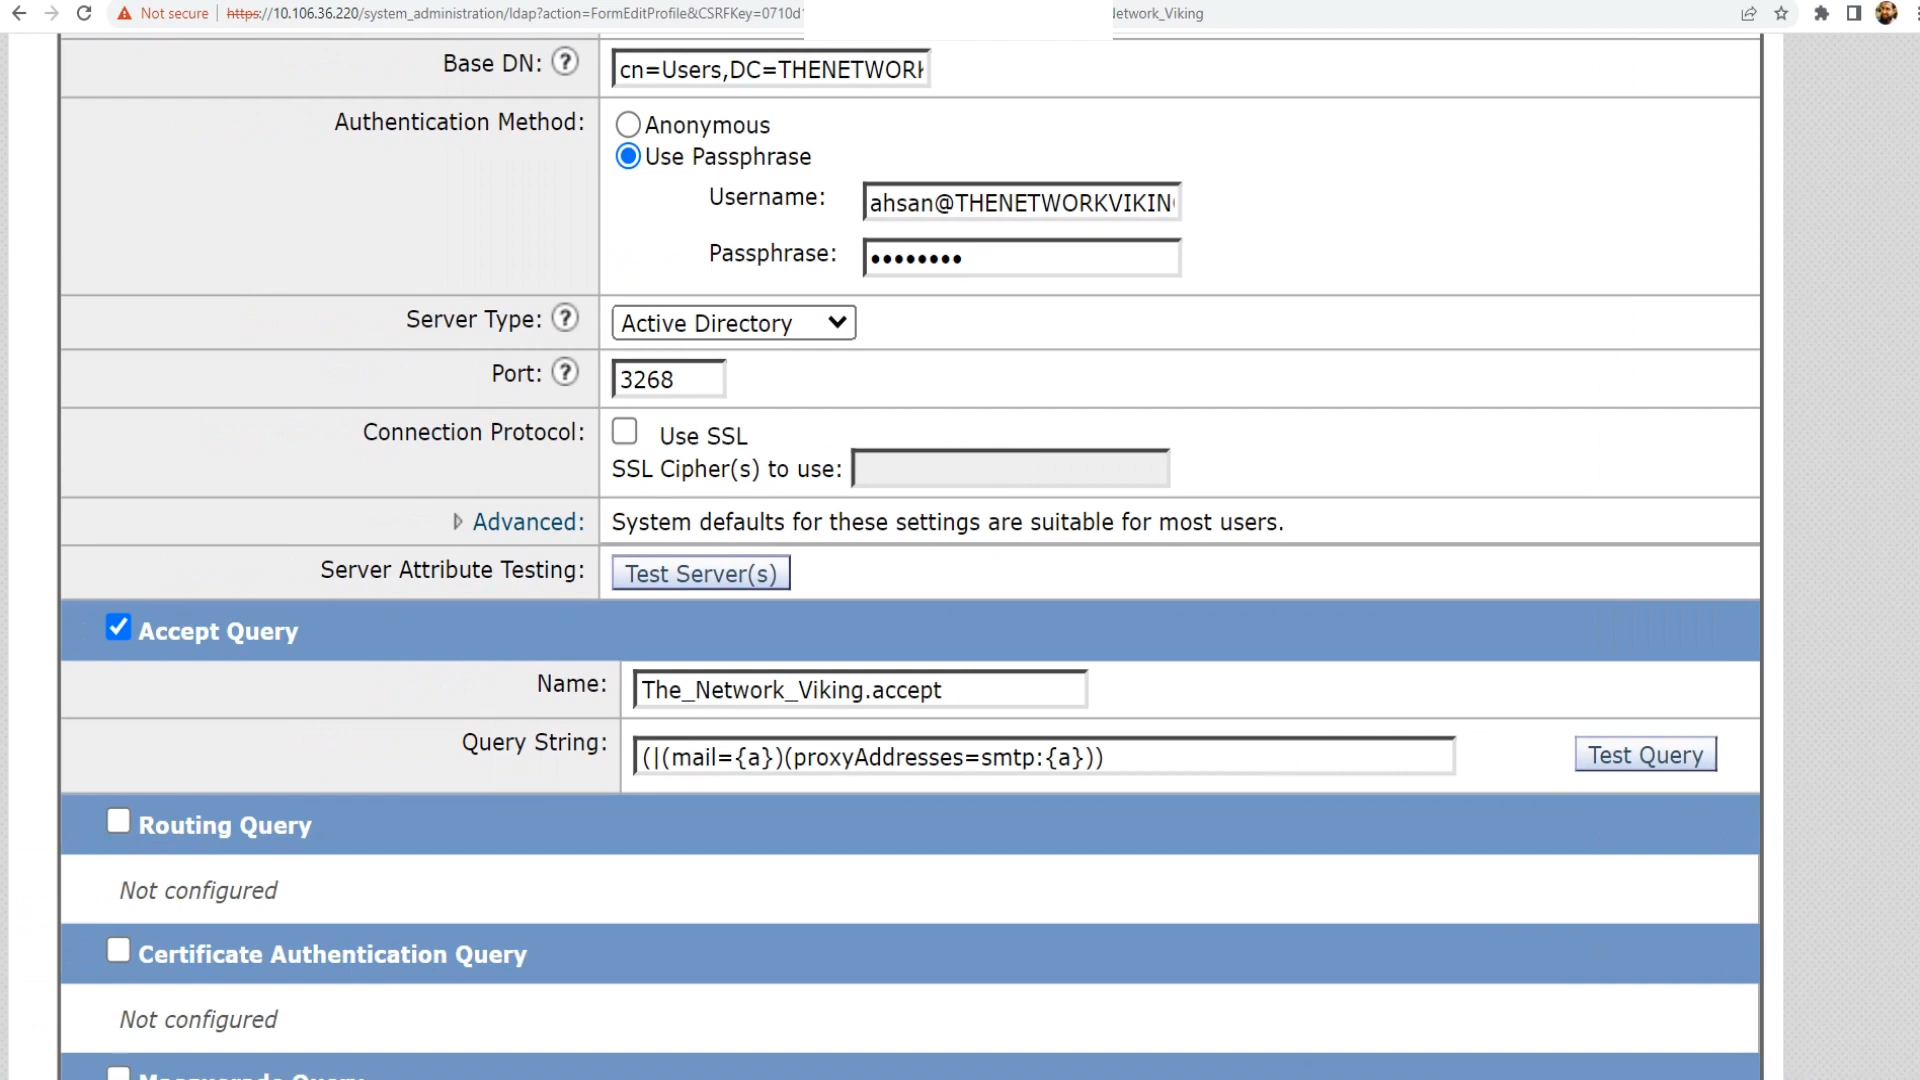 Not secure | https://10.106.36.220/system_administration/ldap?action=FormEditProfile&CSRFKey=0710d
etwork_Viking
Base DN: ?
cn=Users,DC=THENETWORK
Authentication Method:
Anonymous
Use Passphrase
Username:
ahsan@THENETWORKVIKING
Passphrase:
••••••••
Server Type: ?
Active Directory
Port: ?
3268
Connection Protocol:
Use SSL
SSL Cipher(s) to use:
Advanced:
System defaults for these settings are suitable for most users.
Server Attribute Testing:
Test Server(s)
Accept Query
Name:
The_Network_Viking.accept
Query String:
(|(mail={a})(proxyAddresses=smtp:{a}))
Test Query
Routing Query
Not configured
Certificate Authentication Query
Not configured
Masquerade Query